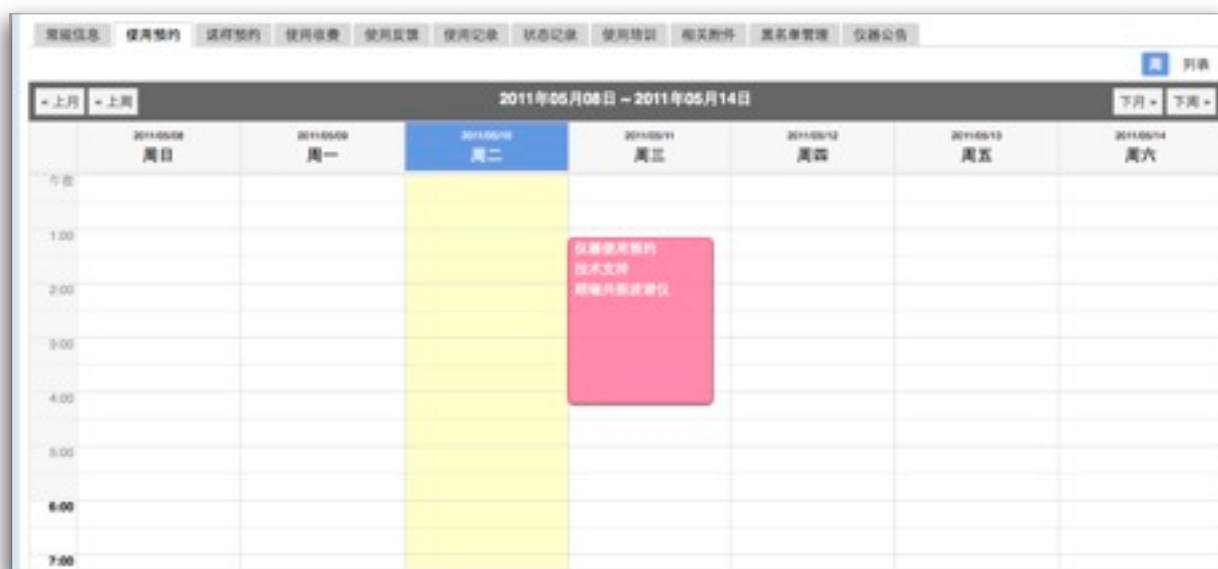 常规信息 使用预约 送样预约 使用收费 使用反馈 使用记录 状态记录 使用培训 相关附件 黑名单管理 仪器公告
周 列表
« 上月 « 上周 2011年05月08日 ~ 2011年05月14日 下月 » 下周 »
2011/05/08 2011/05/09 2011/05/10 2011/05/11 2011/05/12 2011/05/13 2011/05/14
周日 周一 周二 周三 周四 周五 周六
午夜
1:00
仪器使用预约
技术支持
2:00
顺磁共振波谱仪
3:00
4:00
5:00
6:00
7:00